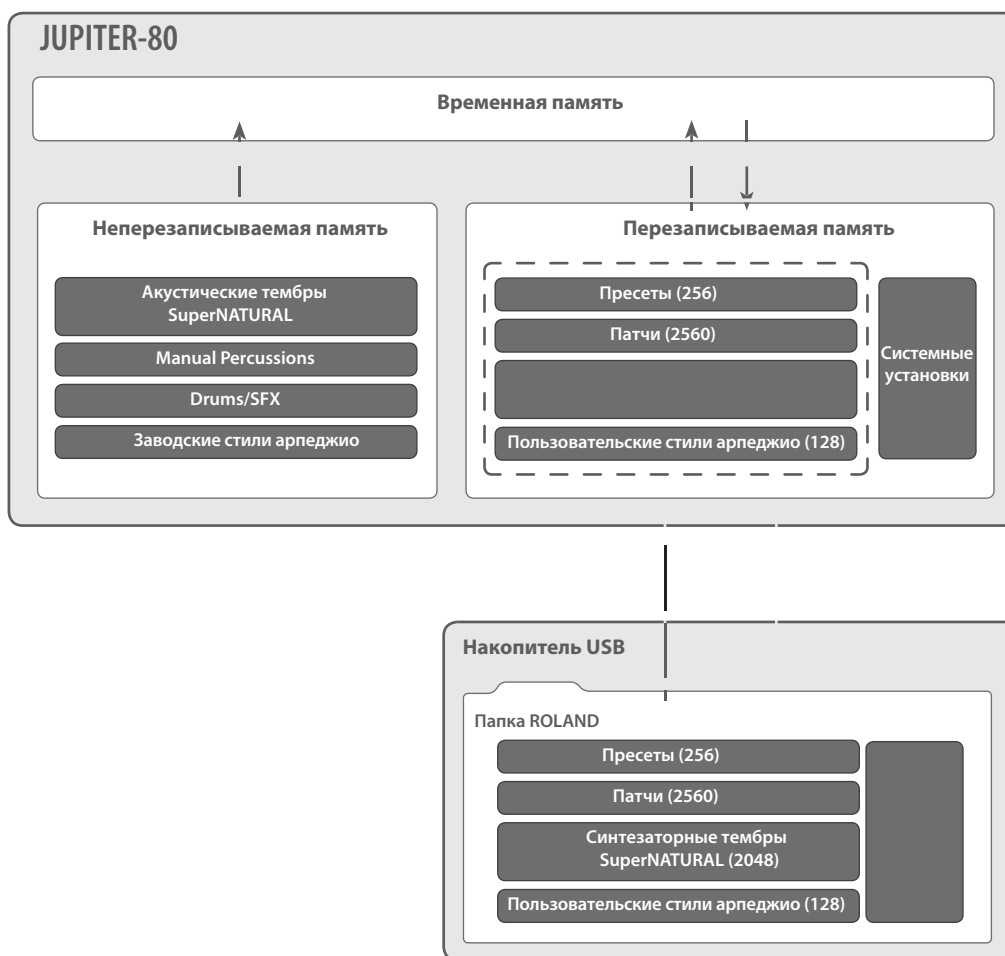 JUPITER-80
Временная память
Неперезаписываемая память
Акустические тембры
SuperNATURAL
Manual Percussions
Drums/SFX
Заводские стили арпеджио
Перезаписываемая память
Пресеты (256)
Патчи (2560)
Пользовательские стили арпеджио (128)
Системные
установки
Накопитель USB
Папка ROLAND
Пресеты (256)
Патчи (2560)
Синтезаторные тембры
SuperNATURAL (2048)
Пользовательские стили арпеджио (128)